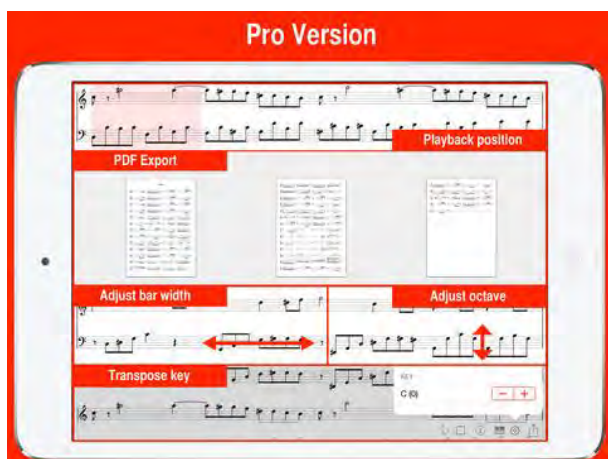 Pro Version
Playback position
PDF Export
Adjust bar width
Adjust octave
Transpose key
KEY
C (0)
− +